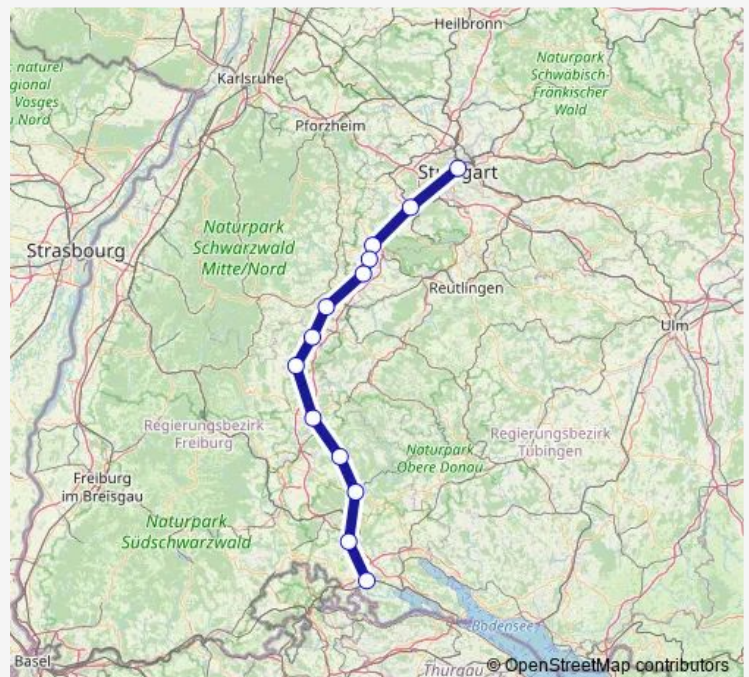 Heilbronn
: naturel
gional
Vosges
u Nord
Karlsruhe
Naturpark
Schwäbisch-
Fränkischer
Wald
Pforzheim
Stuttgart
Naturpark
Schwarzwald
Mitte/Nord
Strasbourg
Reutlingen
Ulm
Regierungsbezirk
Freiburg
Regierungsbezirk
Tübingen
Naturpark
Obere Donau
Freiburg
im Breisgau
Naturpark
Südschwarzwald
Bodensee
Basel
Thurgau
© OpenStreetMap contributors